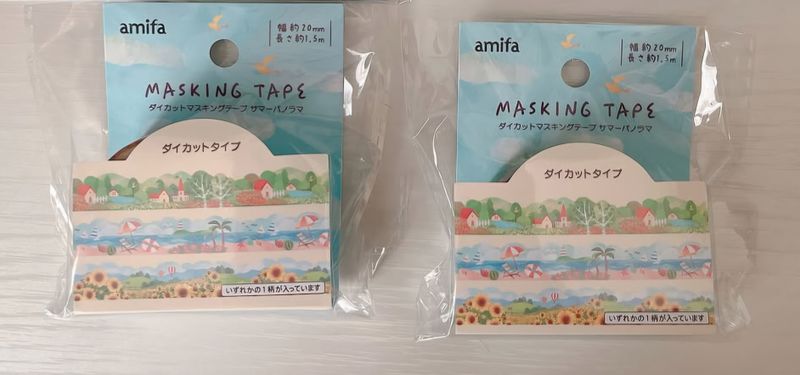 amifa
幅 約20mm
長さ約1.5m
MASKING TAPE
ダイカットマスキングテープ サマーパノラマ
ダイカットタイプ
いずれかの1柄が入っています
amifa
幅 約20mm
長さ約1.5m
MASKING TAPE
ダイカットマスキングテープ サマーパノラマ
ダイカットタイプ
いずれかの1柄が入っています